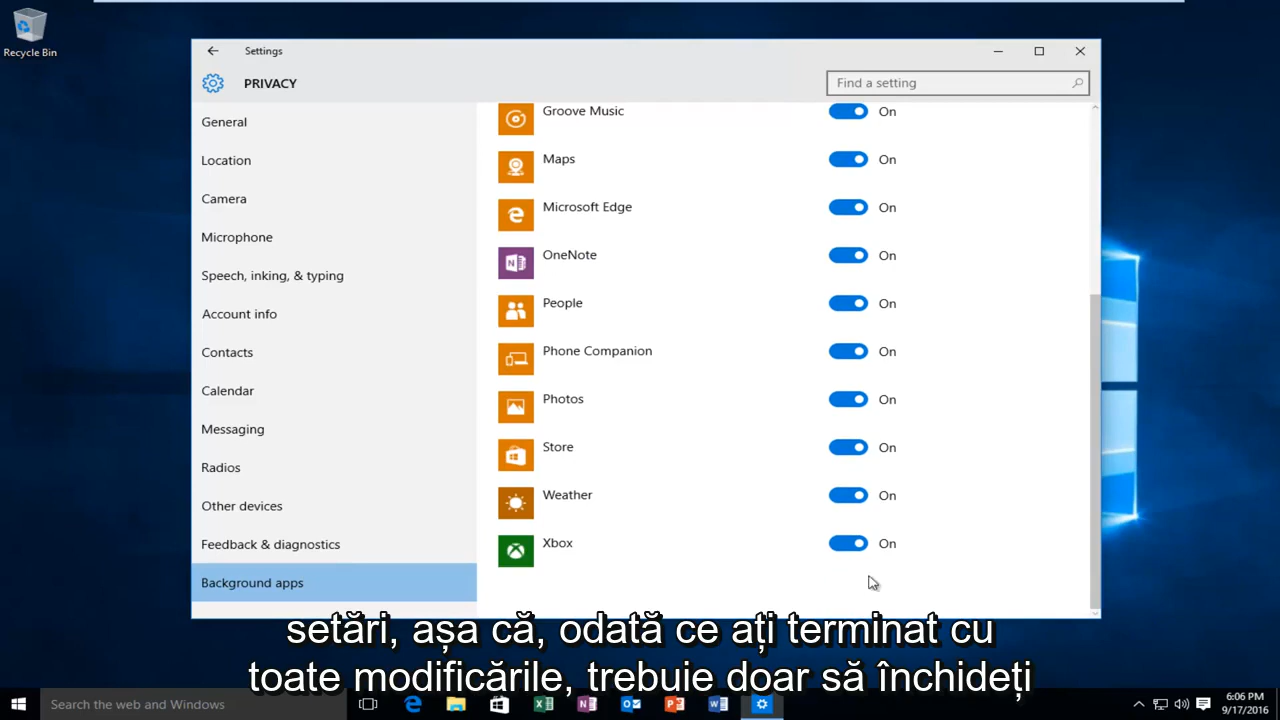 Recycle Bin
Settings
PRIVACY
Find a setting
General
Location
Camera
Microphone
Speech, inking, & typing
Account info
Contacts
Calendar
Messaging
Radios
Other devices
Feedback & diagnostics
Background apps
Groove Music On
Maps On
Microsoft Edge On
OneNote On
People On
Phone Companion On
Photos On
Store On
Weather On
Xbox On
setări, așa că, odată ce ați terminat cu
toate modificările, trebuie doar să închideți
Search the web and Windows
6:06 PM
9/17/2016